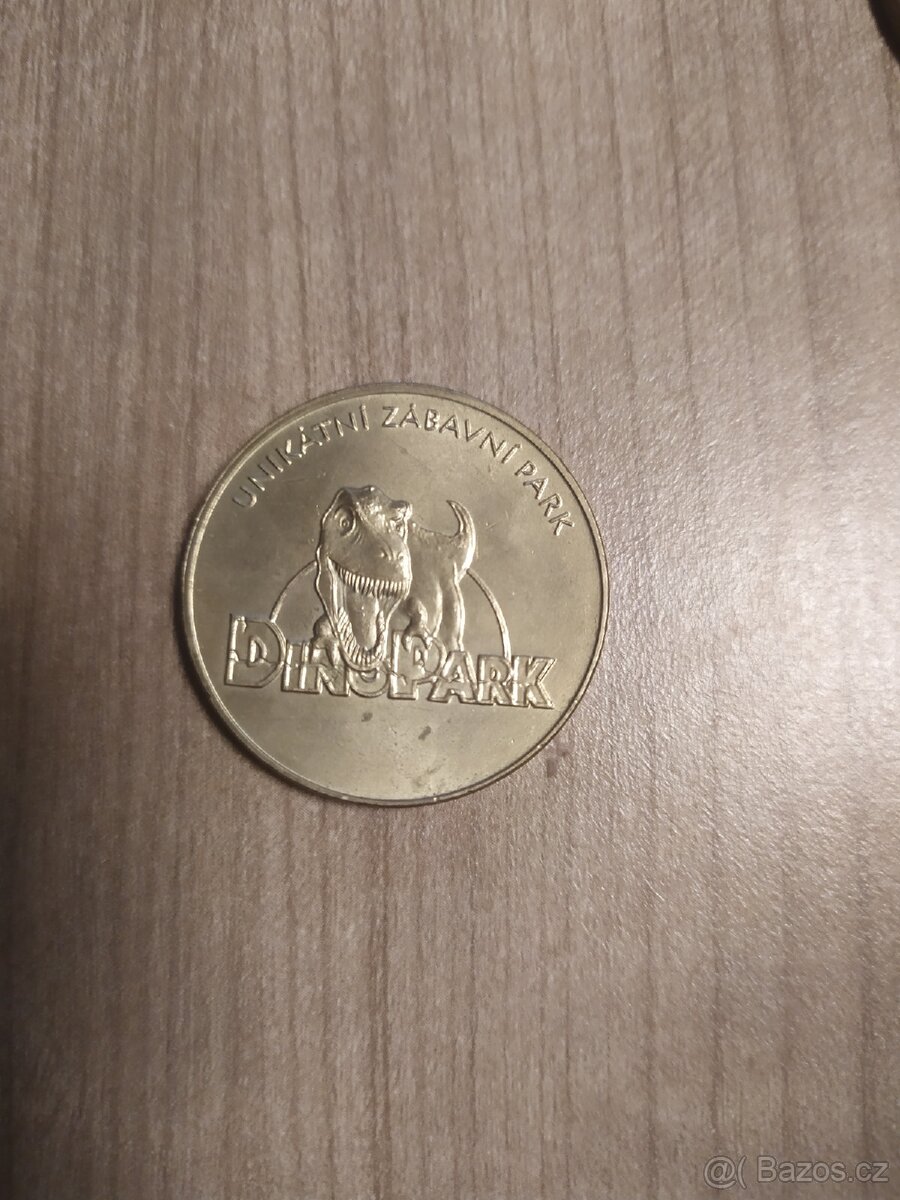 UNIKÁTNÍ ZÁBAVNÍ PARK
DINOPARK
@( Bazos.cz